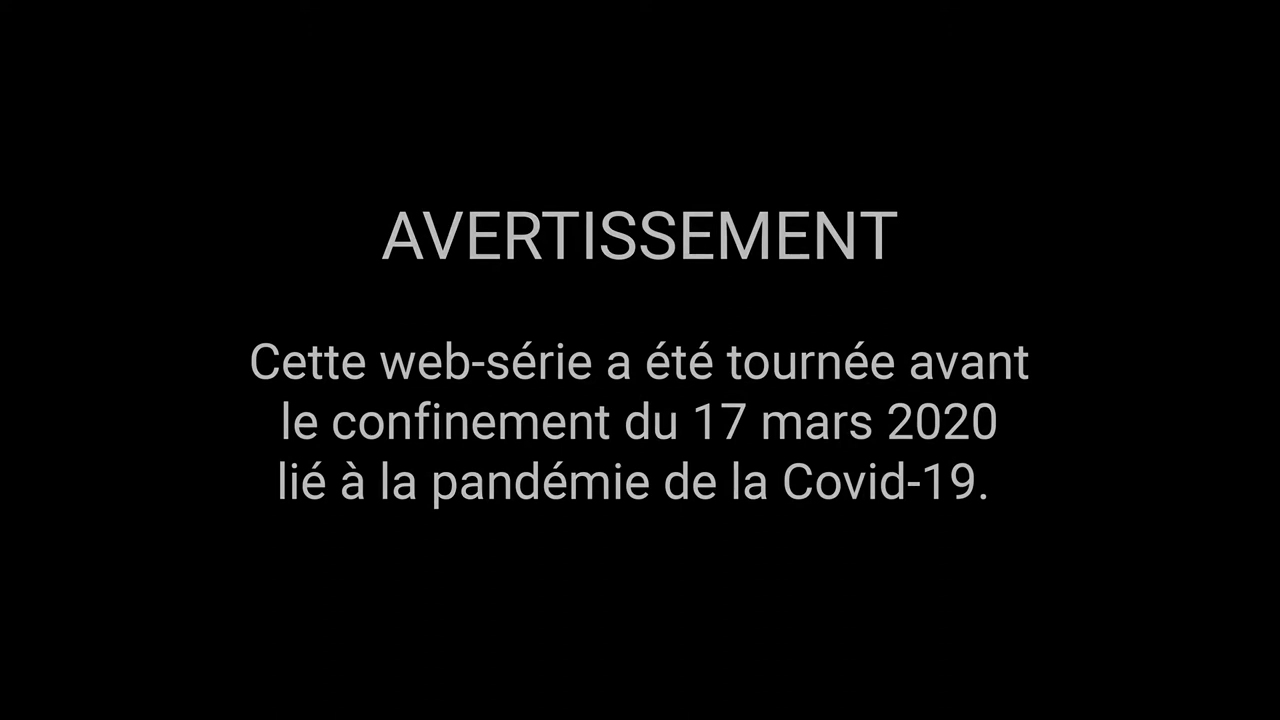 AVERTISSEMENT
Cette web-série a été tournée avant
le confinement du 17 mars 2020
lié à la pandémie de la Covid-19.